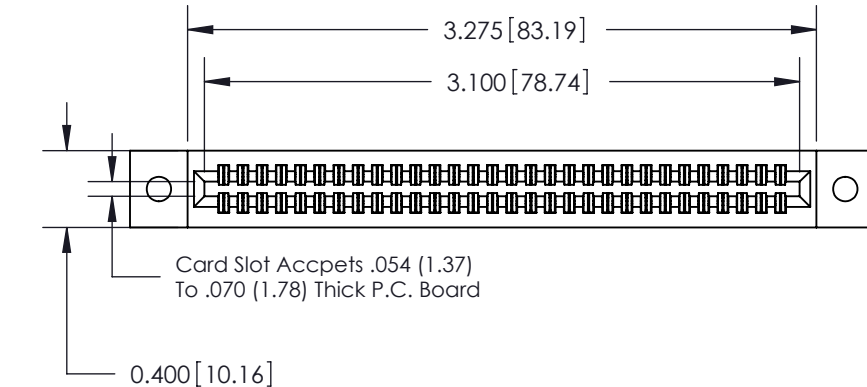 3.275[83.19]
3.100[78.74]
Card Slot Accpets .054 (1.37)
To .070 (1.78) Thick P.C. Board
0.400[10.16]